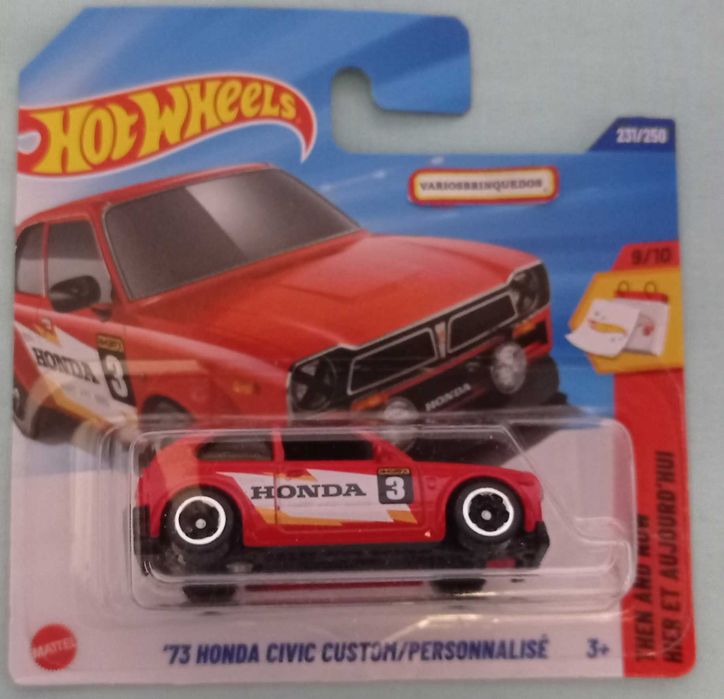 HOT WHEELS
231/250
VARIOSBRINQUEDOS
9/10
HONDA
3
HONDA
HONDA
3
THEN AND NOW
HIER ET AUJOURD'HUI
MATTEL
'73 HONDA CIVIC CUSTOM/PERSONNALISÉ
3+